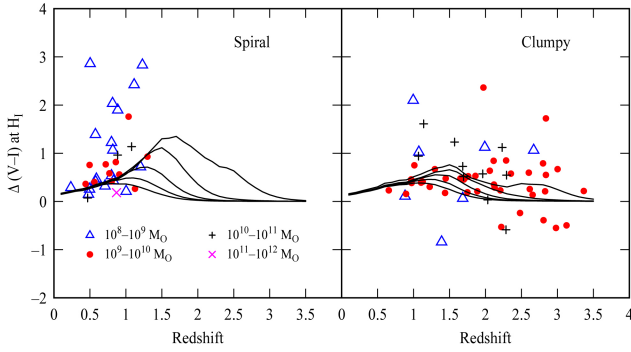 4
3
2
1
0
−1
−2
Δ (V−I) at H_I
Spiral
Clumpy
10^8−10^9 M_O
10^9−10^10 M_O
10^10−10^11 M_O
10^11−10^12 M_O
0 0.5 1 1.5 2 2.5 3 3.5 0 0.5 1 1.5 2 2.5 3 3.5 4
Redshift Redshift